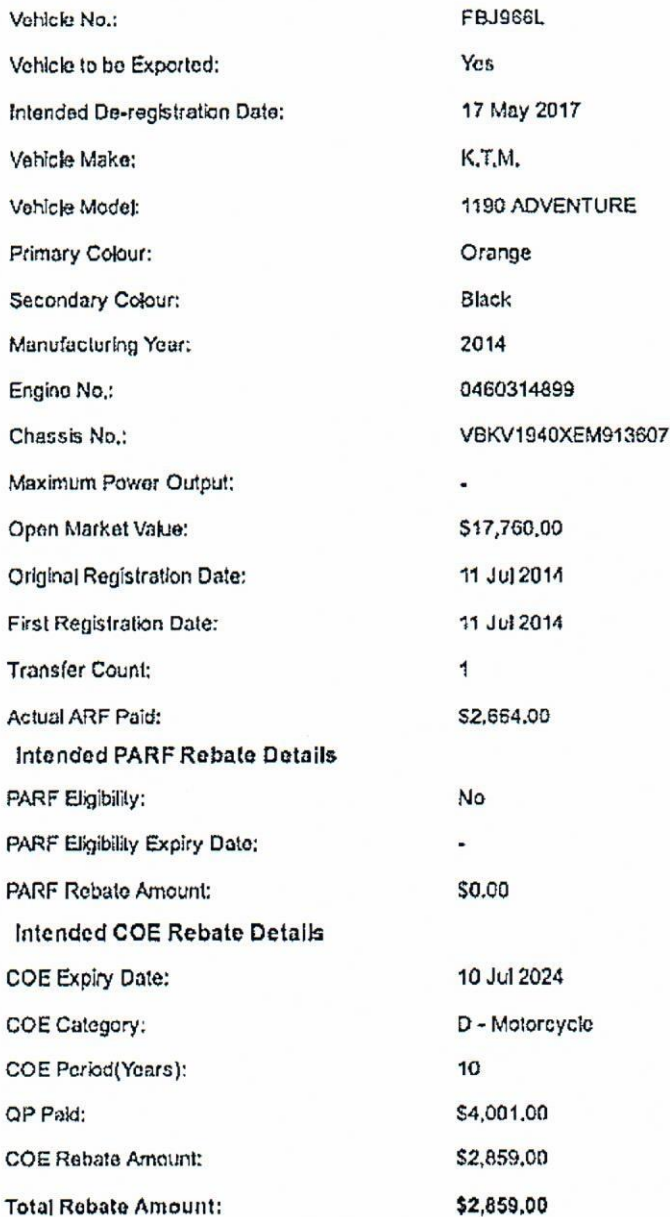 Vehicle No.: FBJ966L
Vehicle to be Exported: Yes
Intended De-registration Date: 17 May 2017
Vehicle Make: K.T.M.
Vehicle Model: 1190 ADVENTURE
Primary Colour: Orange
Secondary Colour: Black
Manufacturing Year: 2014
Engine No.: 0460314899
Chassis No.: VBKV1940XEM913607
Maximum Power Output: -
Open Market Value: $17,760.00
Original Registration Date: 11 Jul 2014
First Registration Date: 11 Jul 2014
Transfer Count: 1
Actual ARF Paid: $2,664.00
Intended PARF Rebate Details
PARF Eligibility: No
PARF Eligibility Expiry Date: -
PARF Rebate Amount: $0.00
Intended COE Rebate Details
COE Expiry Date: 10 Jul 2024
COE Category: D - Motorcycle
COE Period(Years): 10
QP Paid: $4,001.00
COE Rebate Amount: $2,859.00
Total Rebate Amount: $2,859.00